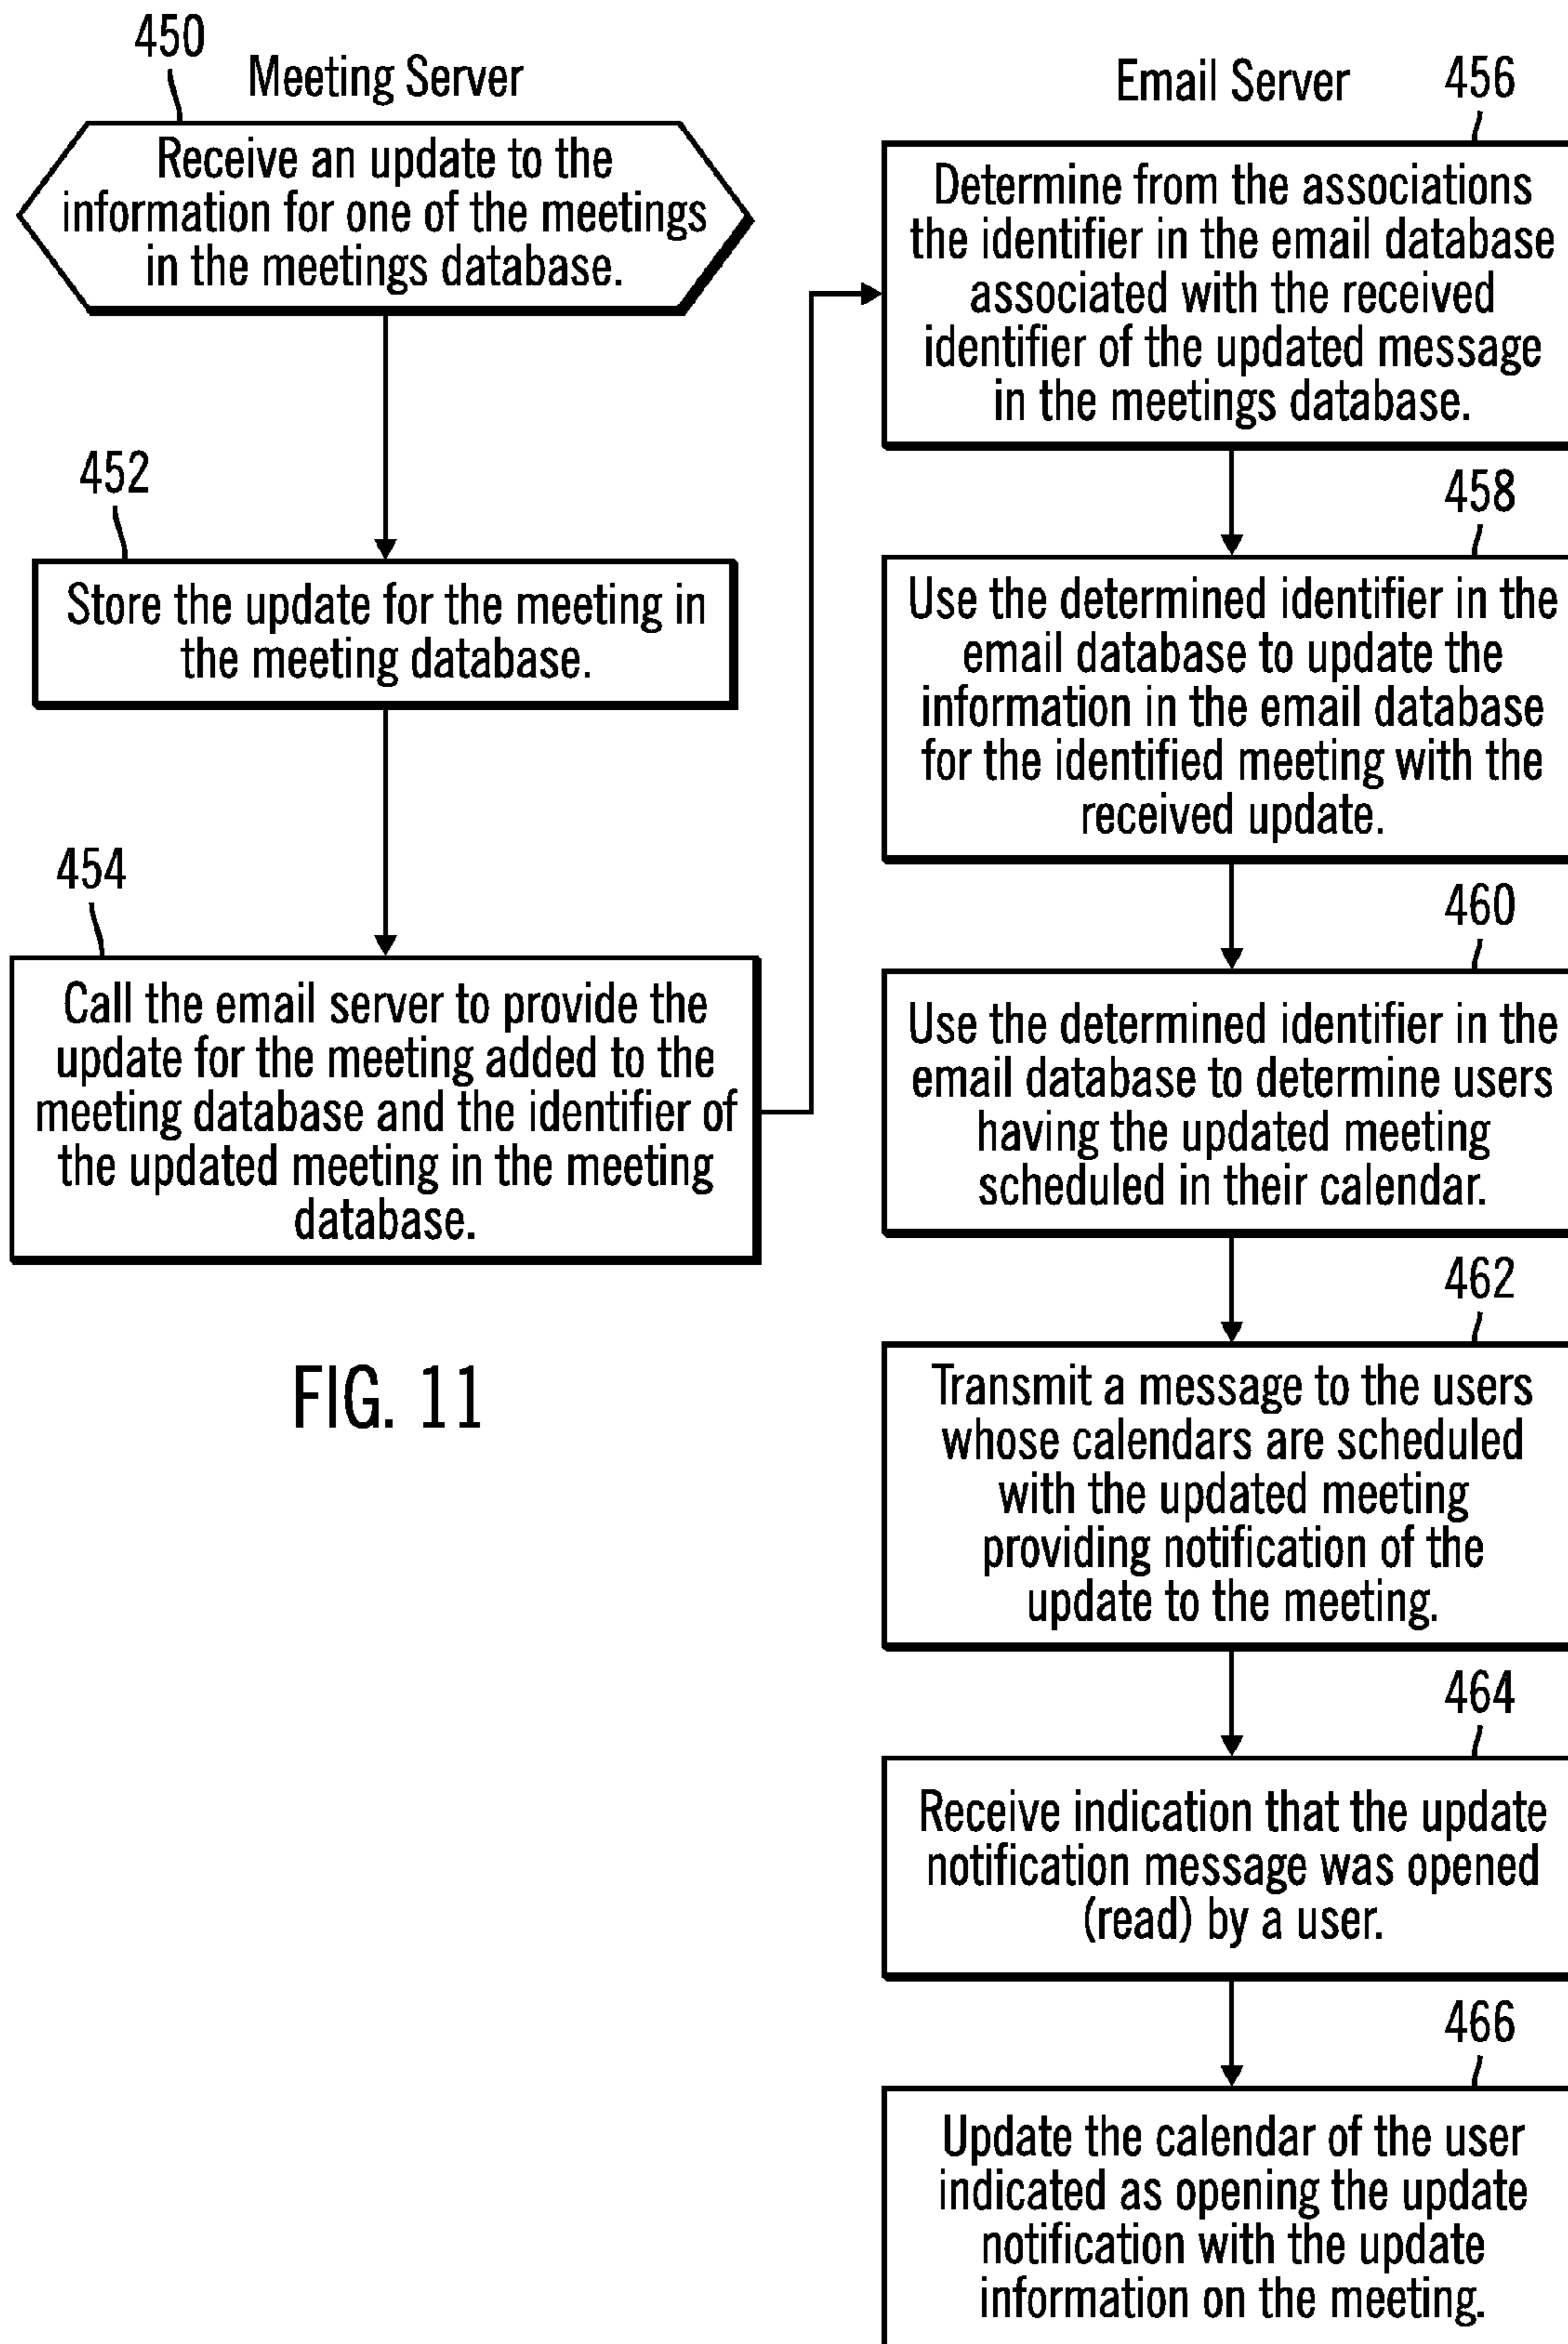 450
Meeting Server
Receive an update to the
information for one of the meetings
in the meetings database.
452
Store the update for the meeting in
the meeting database.
454
Call the email server to provide the
update for the meeting added to the
meeting database and the identifier of
the updated meeting in the meeting
database.
FIG. 11
Email Server
456
Determine from the associations
the identifier in the email database
associated with the received
identifier of the updated message
in the meetings database.
458
Use the determined identifier in the
email database to update the
information in the email database
for the identified meeting with the
received update.
460
Use the determined identifier in the
email database to determine users
having the updated meeting
scheduled in their calendar.
462
Transmit a message to the users
whose calendars are scheduled
with the updated meeting
providing notification of the
update to the meeting.
464
Receive indication that the update
notification message was opened
(read) by a user.
466
Update the calendar of the user
indicated as opening the update
notification with the update
information on the meeting.